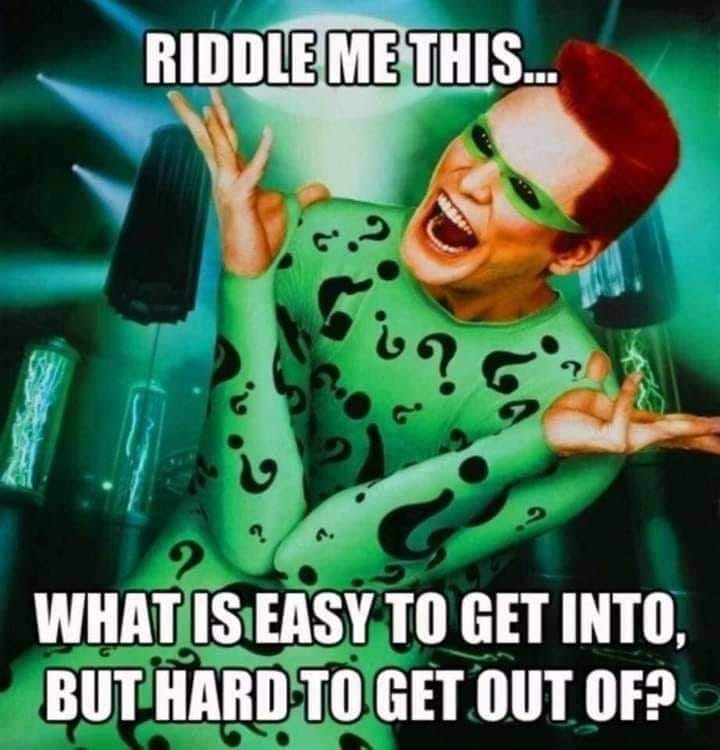 RIDDLE ME THIS...
WHAT IS EASY TO GET INTO,
BUT HARD TO GET OUT OF?